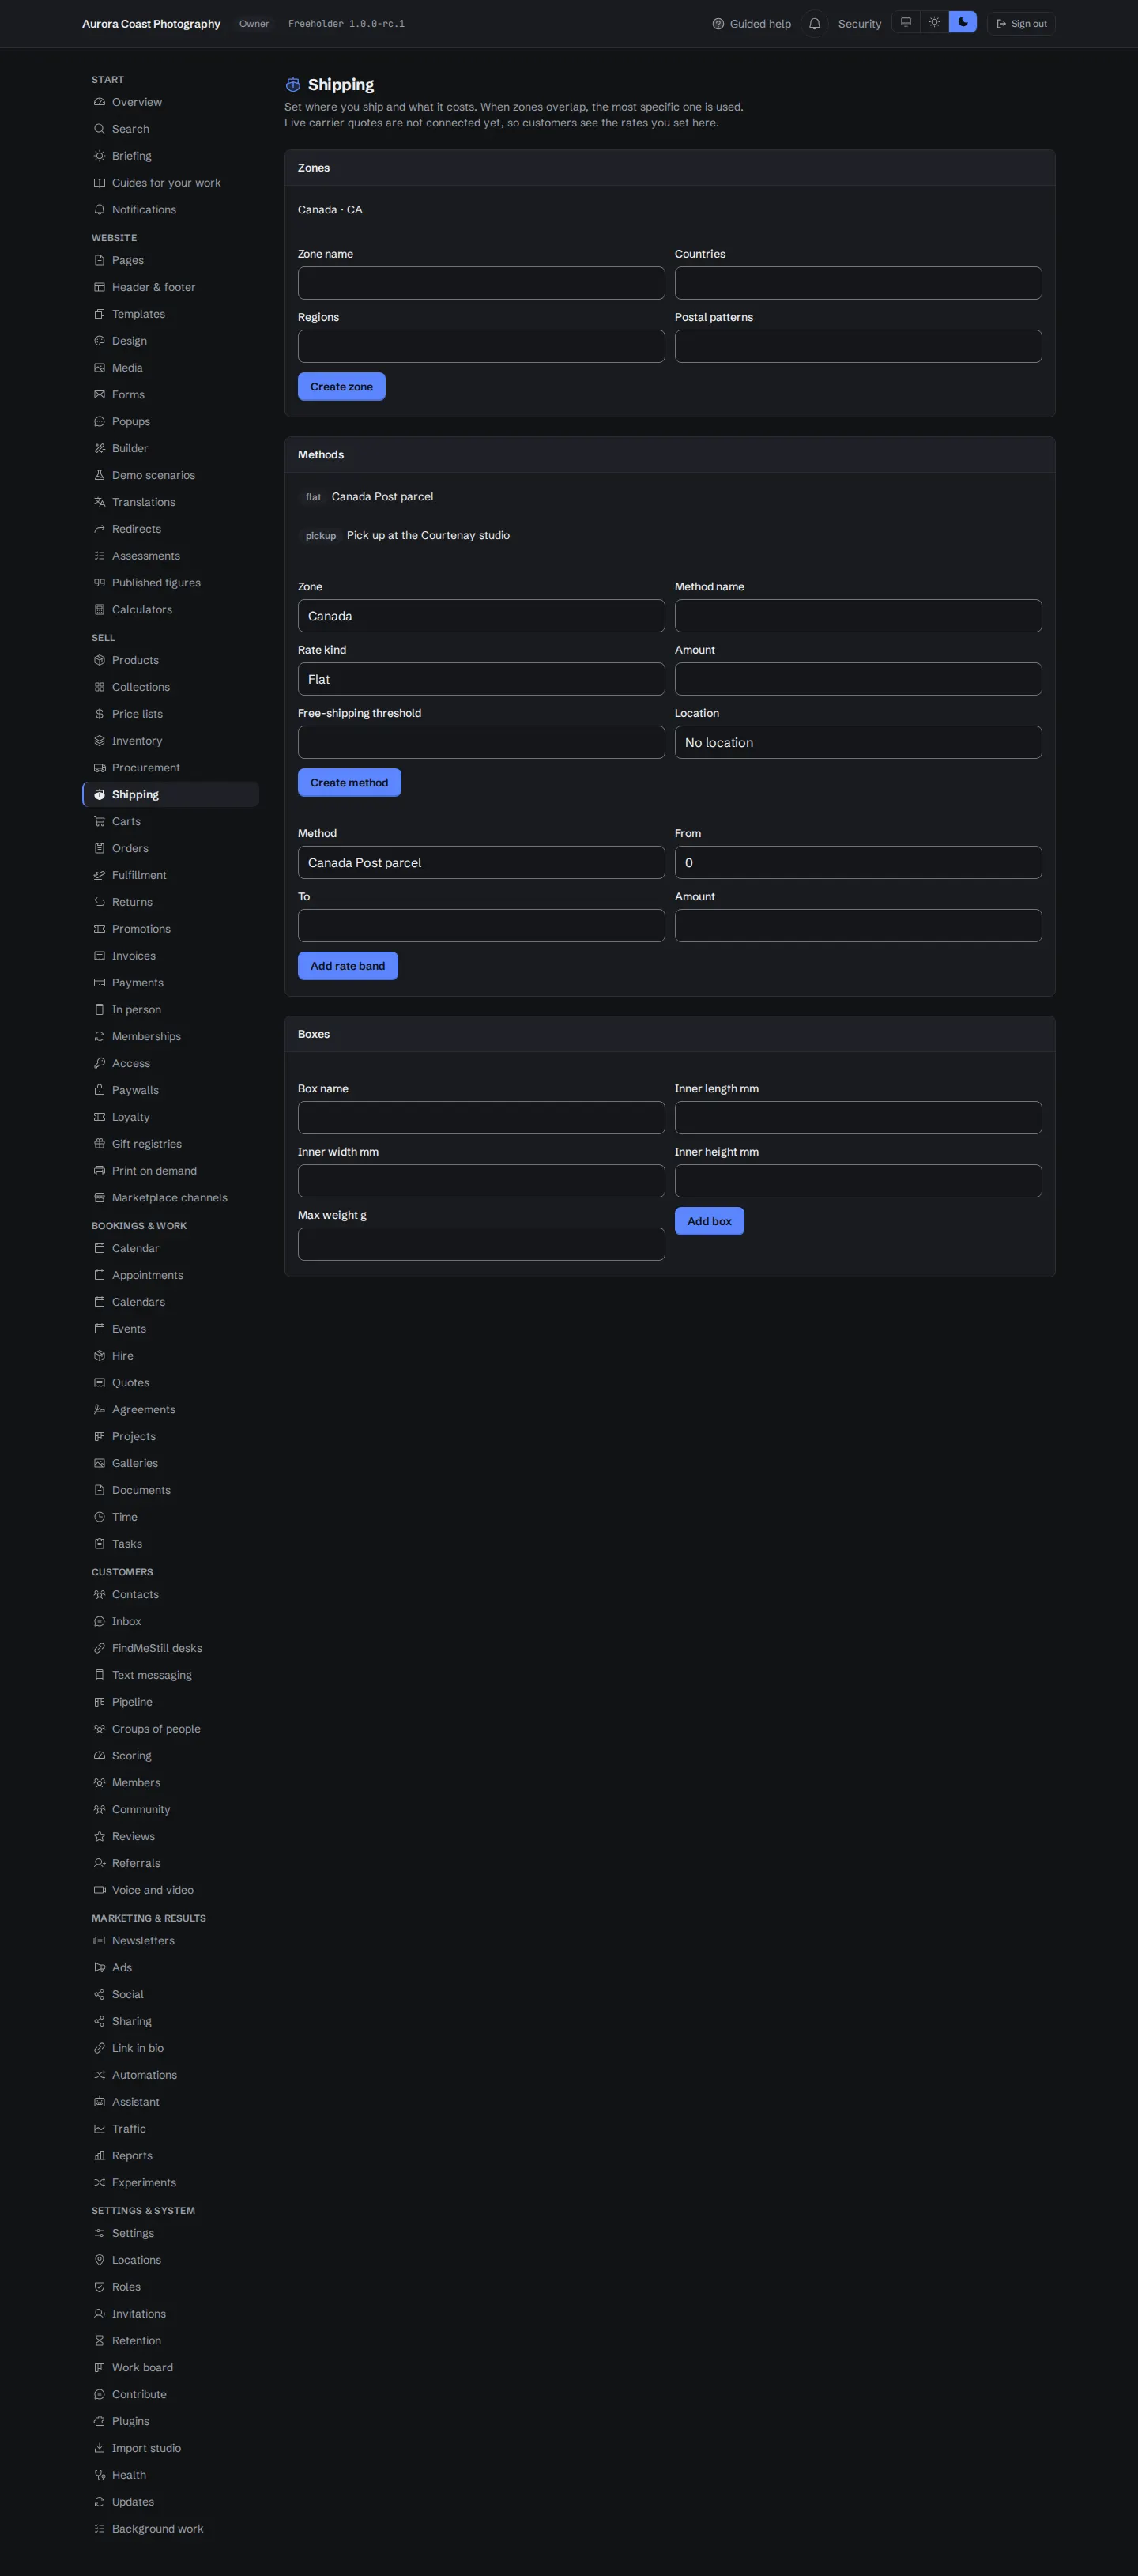 Aurora Coast Photography Owner Freeholder 1.0.0-rc.1 Guided help Security Sign out
START
Overview
Search
Briefing
Guides for your work
Notifications
WEBSITE
Pages
Header & footer
Templates
Design
Media
Forms
Popups
Builder
Demo scenarios
Translations
Redirects
Assessments
Published figures
Calculators
SELL
Products
Collections
Price lists
Inventory
Procurement
Shipping
Carts
Orders
Fulfillment
Returns
Promotions
Invoices
Payments
In person
Memberships
Access
Paywalls
Loyalty
Gift registries
Print on demand
Marketplace channels
BOOKINGS & WORK
Calendar
Appointments
Calendars
Events
Hire
Quotes
Agreements
Projects
Galleries
Documents
Time
Tasks
CUSTOMERS
Contacts
Inbox
FindMeStill desks
Text messaging
Pipeline
Groups of people
Scoring
Members
Community
Reviews
Referrals
Voice and video
MARKETING & RESULTS
Newsletters
Ads
Social
Sharing
Link in bio
Automations
Assistant
Traffic
Reports
Experiments
SETTINGS & SYSTEM
Settings
Locations
Roles
Invitations
Retention
Work board
Contribute
Plugins
Import studio
Health
Updates
Background work
Shipping
Set where you ship and what it costs. When zones overlap, the most specific one is used.
Live carrier quotes are not connected yet, so customers see the rates you set here.
Zones
Canada · CA
Zone name Countries
Regions Postal patterns
Create zone
Methods
flat Canada Post parcel
pickup Pick up at the Courtenay studio
Zone Method name
Canada
Rate kind Amount
Flat
Free-shipping threshold Location
No location
Create method
Method From
Canada Post parcel 0
To Amount
Add rate band
Boxes
Box name Inner length mm
Inner width mm Inner height mm
Max weight g Add box